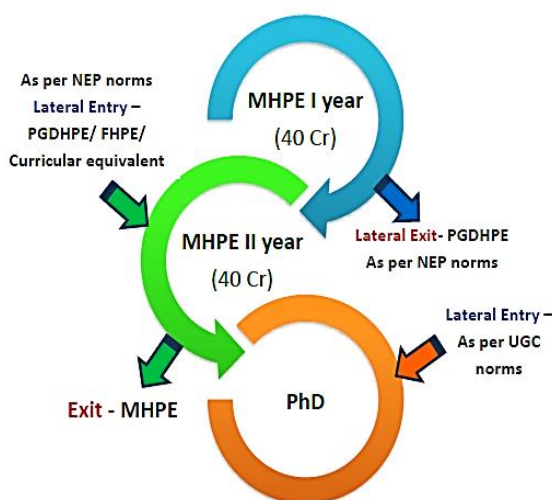 MHPE I year
(40 Cr)
As per NEP norms
Lateral Entry –
PGDHPE/ FHPE/
Curricular equivalent
Lateral Exit- PGDHPE
As per NEP norms
MHPE II year
(40 Cr)
Exit - MHPE
Lateral Entry –
As per UGC
norms
PhD